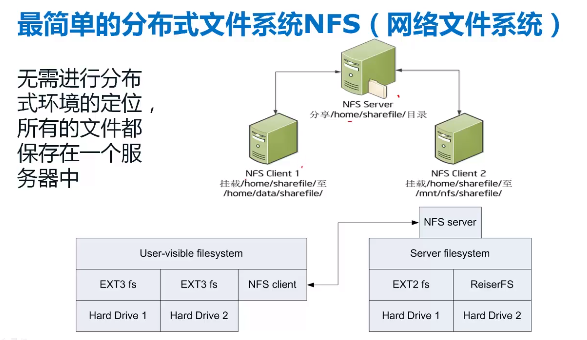 最简单的分布式文件系统NFS（网络文件系统）
无需进行分布
式环境的定位，
所有的文件都
保存在一个服
务器中
NFS Server
分享/home/sharefile/目录
NFS Client 1
挂载/home/sharefile/至
/home/data/sharefile/
NFS Client 2
挂载/home/sharefile/至
/mnt/nfs/sharefile/
NFS server
User-visible filesystem
EXT3 fs
EXT3 fs
NFS client
Hard Drive 1
Hard Drive 2
Server filesystem
EXT2 fs
ReiserFS
Hard Drive 1
Hard Drive 2